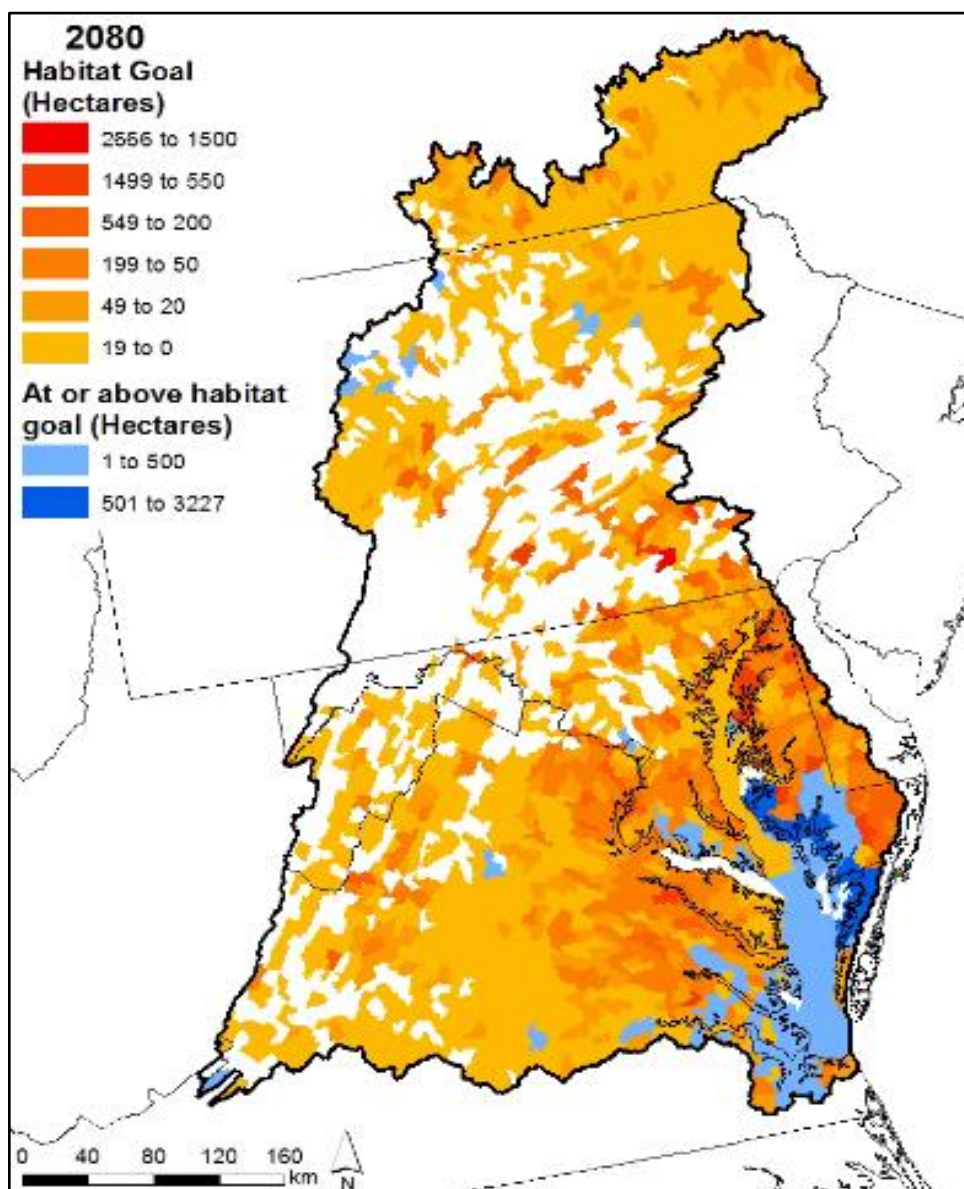 2080
Habitat Goal
(Hectares)
2566 to 1500
1499 to 550
549 to 200
199 to 50
49 to 20
19 to 0
At or above habitat
goal (Hectares)
1 to 500
501 to 3227
0 40 80 120 160
km
N